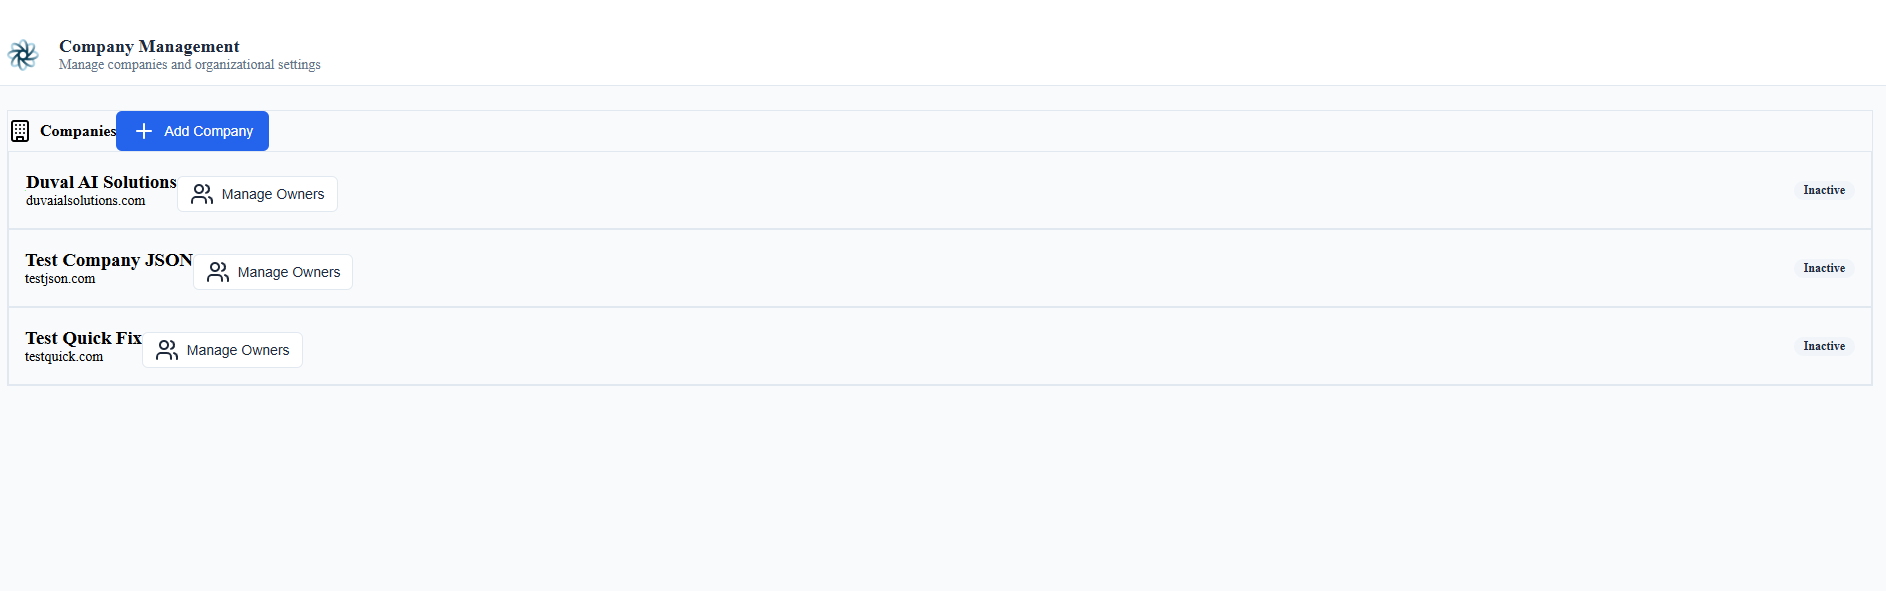 Company Management
Manage companies and organizational settings
Companies
Add Company
Duval AI Solutions
duvaialsolutions.com
Manage Owners
Inactive
Test Company JSON
testjson.com
Manage Owners
Inactive
Test Quick Fix
testquick.com
Manage Owners
Inactive